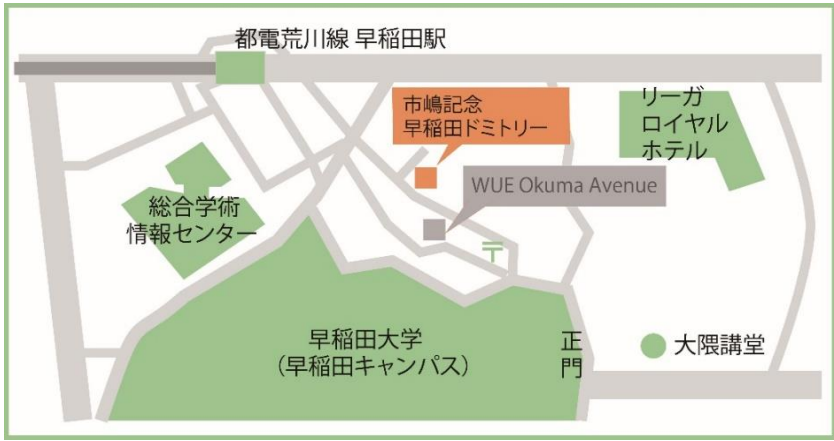 都電荒川線 早稲田駅
市嶋記念
早稲田ドミトリー
リーガ
ロイヤル
ホテル
WUE Okuma Avenue
総合学術
情報センター
〒
早稲田大学
（早稲田キャンパス）
正
門
大隈講堂